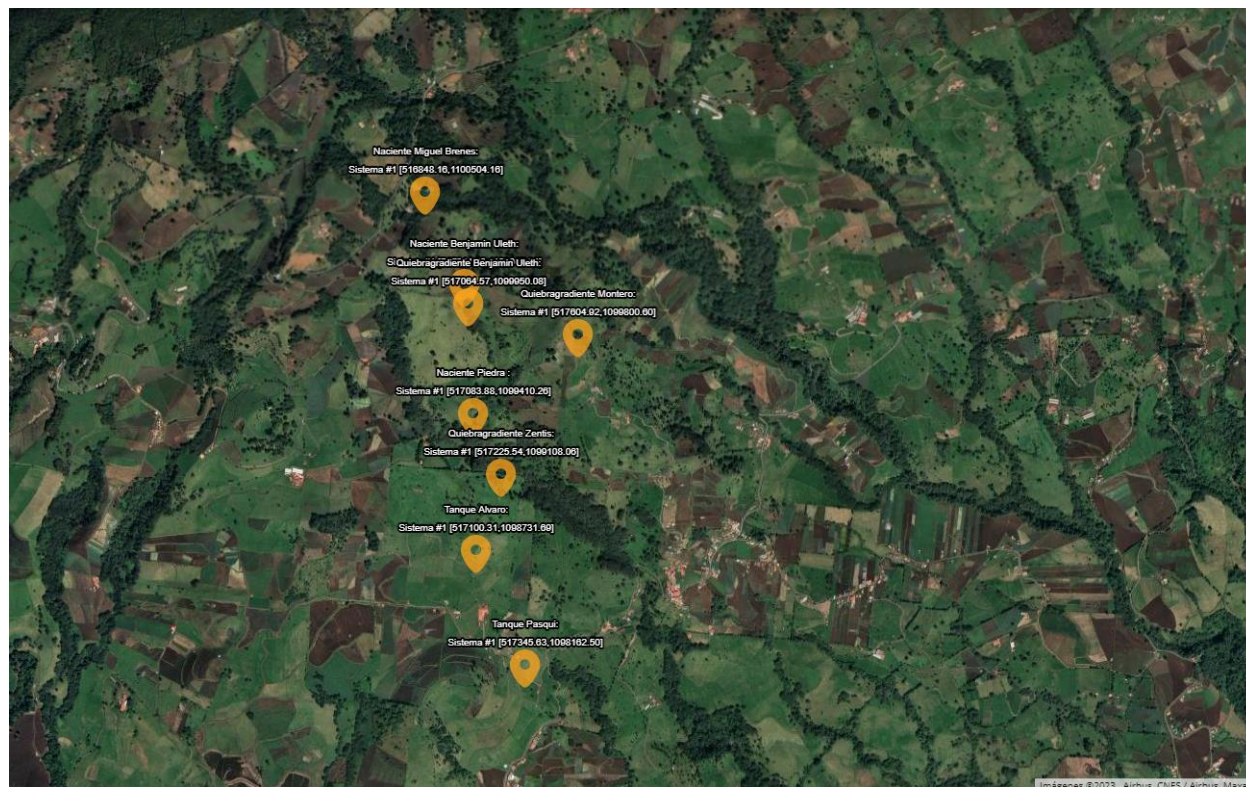 Naciente Miguel Brenes:
Sistema #1 [516848.16,1100504.16]
Naciente Benjamin Uleth:
Quiebragradiente Benjamin Uleth:
Sistema #1 [517064.57,1099950.08]
Quiebragradiente Montero:
Sistema #1 [517604.92,1099800.60]
Naciente Piedra :
Sistema #1 [517083.88,1099410.26]
Quiebragradiente Zentis:
Sistema #1 [517225.54,1099108.06]
Tanque Alvaro:
Sistema #1 [517100.31,1098731.69]
Tanque Pasqui:
Sistema #1 [517345.63,1098162.50]
Imágenes ©2023 , Airbus, CNES / Airbus, Maxa